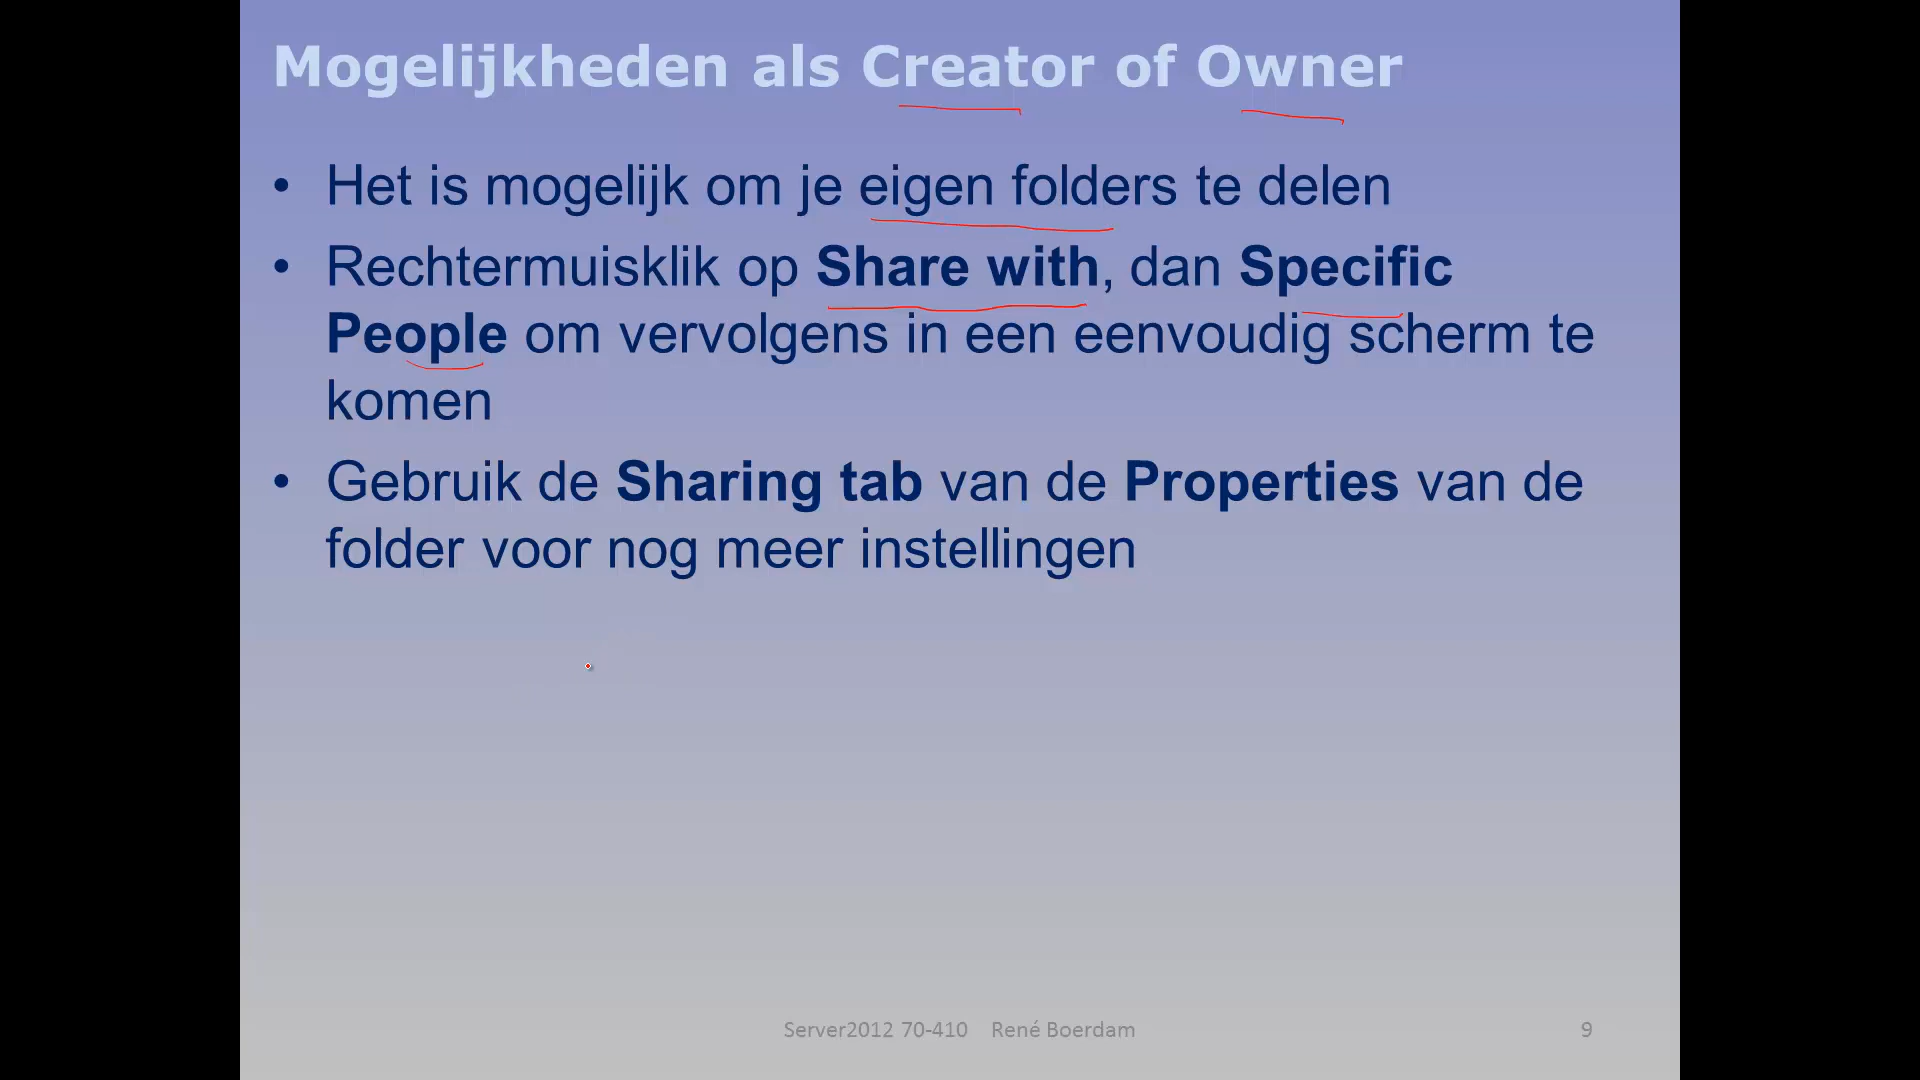 Mogelijkheden als Creator of Owner
• Het is mogelijk om je eigen folders te delen
• Rechtermuisklik op Share with, dan Specific
People om vervolgens in een eenvoudig scherm te
komen
• Gebruik de Sharing tab van de Properties van de
folder voor nog meer instellingen
Server2012 70-410 René Boerdam 9